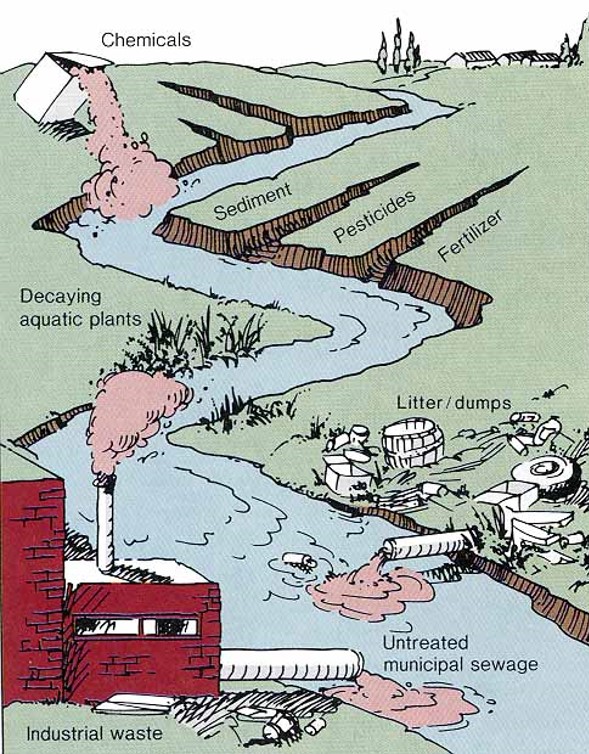 Chemicals
Sediment
Pesticides
Fertilizer
Decaying
aquatic plants
Litter/dumps
Untreated
municipal sewage
Industrial waste